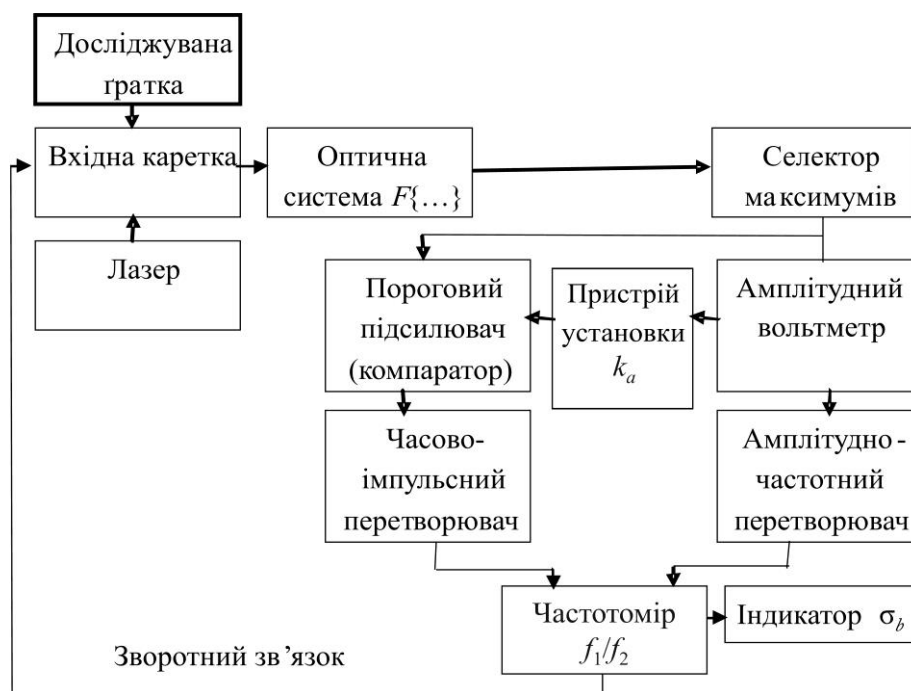 Досліджувана
ґратка
Вхідна каретка
Оптична
система F{…}
Селектор
максимумів
Лазер
Пороговий
підсилювач
(компаратор)
Пристрій
установки
kₐ
Амплітудний
вольтметр
Часово-
імпульсний
перетворювач
Амплітудно-
частотний
перетворювач
Частотомір
f₁/f₂
Індикатор σ_b
Зворотний зв’язок